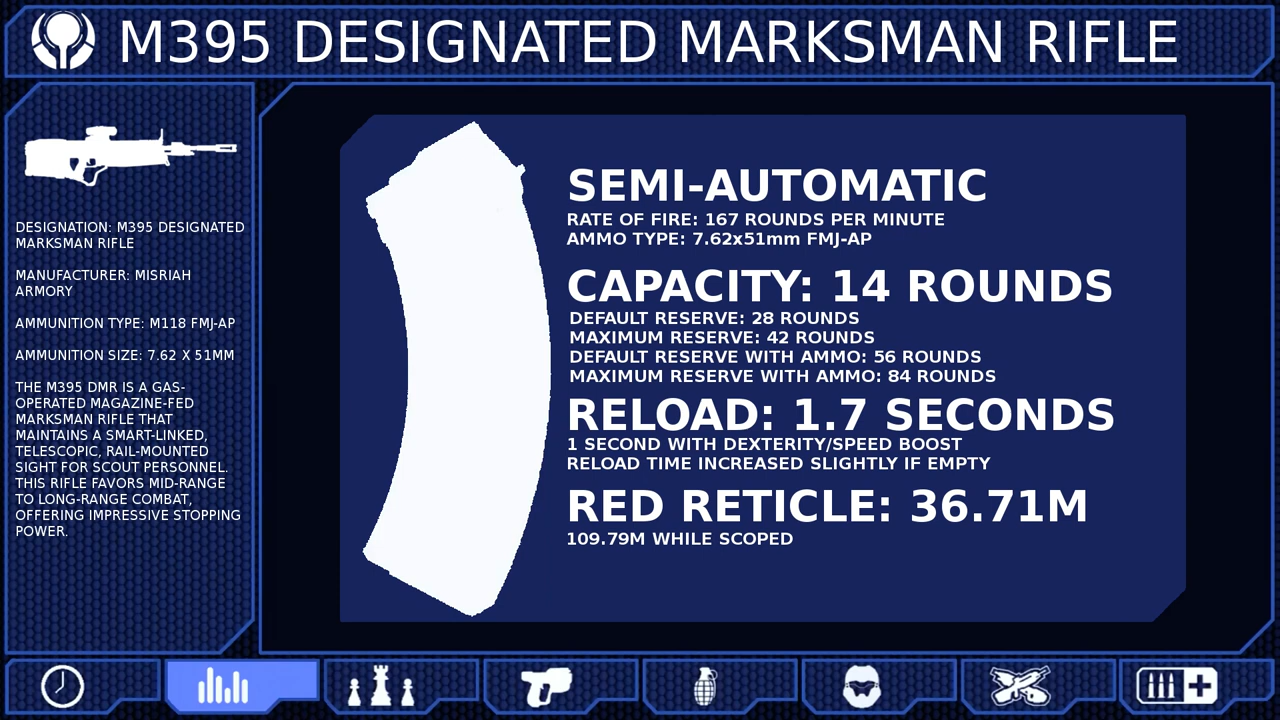 M395 DESIGNATED MARKSMAN RIFLE
DESIGNATION: M395 DESIGNATED
MARKSMAN RIFLE
MANUFACTURER: MISRIAH
ARMORY
AMMUNITION TYPE: M118 FMJ-AP
AMMUNITION SIZE: 7.62 X 51MM
THE M395 DMR IS A GAS-
OPERATED MAGAZINE-FED
MARKSMAN RIFLE THAT
MAINTAINS A SMART-LINKED,
TELESCOPIC, RAIL-MOUNTED
SIGHT FOR SCOUT PERSONNEL.
THIS RIFLE FAVORS MID-RANGE
TO LONG-RANGE COMBAT,
OFFERING IMPRESSIVE STOPPING
POWER.
SEMI-AUTOMATIC
RATE OF FIRE: 167 ROUNDS PER MINUTE
AMMO TYPE: 7.62x51mm FMJ-AP
CAPACITY: 14 ROUNDS
DEFAULT RESERVE: 28 ROUNDS
MAXIMUM RESERVE: 42 ROUNDS
DEFAULT RESERVE WITH AMMO: 56 ROUNDS
MAXIMUM RESERVE WITH AMMO: 84 ROUNDS
RELOAD: 1.7 SECONDS
1 SECOND WITH DEXTERITY/SPEED BOOST
RELOAD TIME INCREASED SLIGHTLY IF EMPTY
RED RETICLE: 36.71M
109.79M WHILE SCOPED